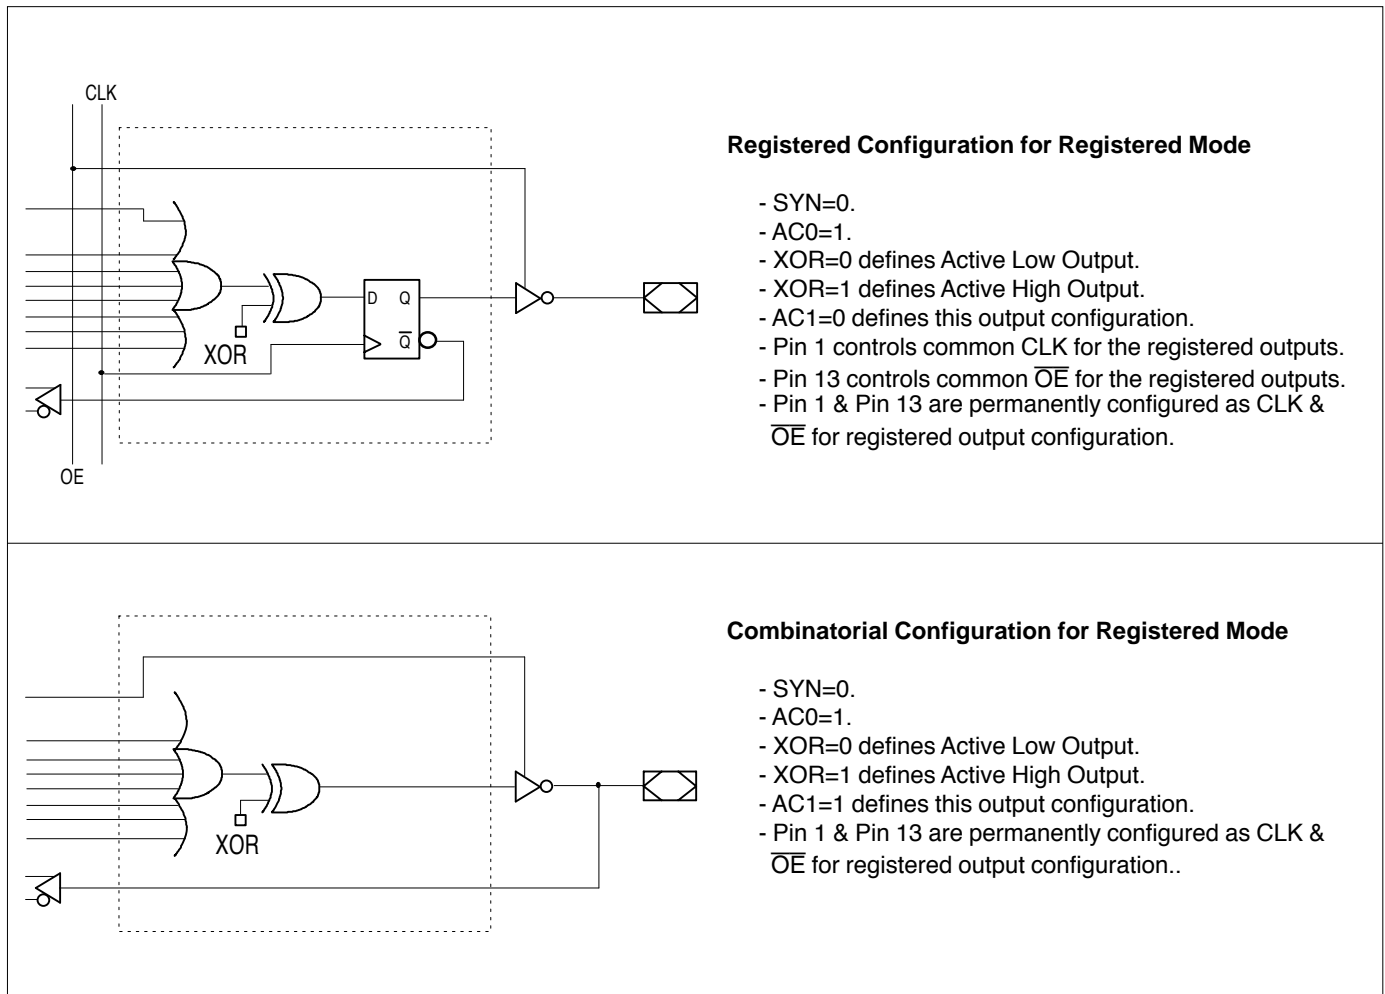 CLK
Registered Configuration for Registered Mode
- SYN=0.
- AC0=1.
- XOR=0 defines Active Low Output.
- XOR=1 defines Active High Output.
- AC1=0 defines this output configuration.
- Pin 1 controls common CLK for the registered outputs.
- Pin 13 controls common O̅E̅ for the registered outputs.
- Pin 1 & Pin 13 are permanently configured as CLK &
O̅E̅ for registered output configuration.
D Q
Q̅
XOR
OE
Combinatorial Configuration for Registered Mode
- SYN=0.
- AC0=1.
- XOR=0 defines Active Low Output.
- XOR=1 defines Active High Output.
- AC1=1 defines this output configuration.
- Pin 1 & Pin 13 are permanently configured as CLK &
O̅E̅ for registered output configuration..
XOR